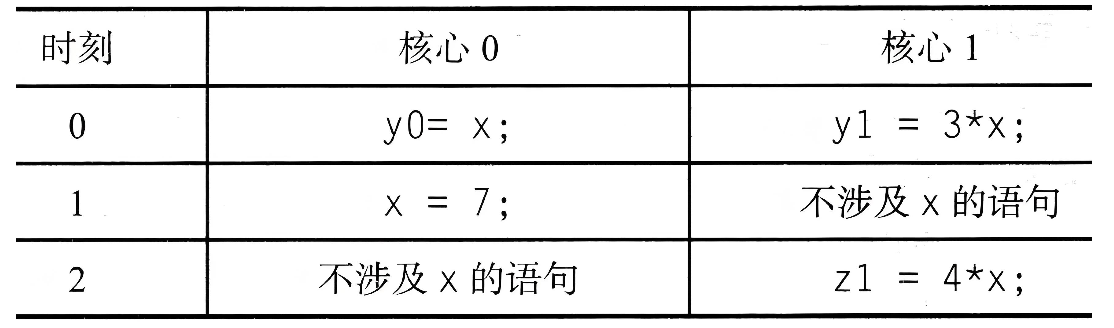 时刻 核心 0 核心 1
0 y0= x; y1 = 3*x;
1 x = 7; 不涉及 x 的语句
2 不涉及 x 的语句 z1 = 4*x;